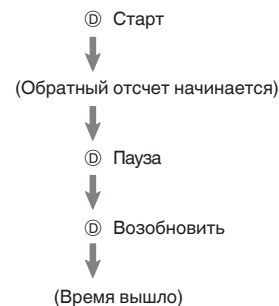 Ⓓ Старт
(Обратный отсчет начинается)
Ⓓ Пауза
Ⓓ Возобновить
(Время вышло)